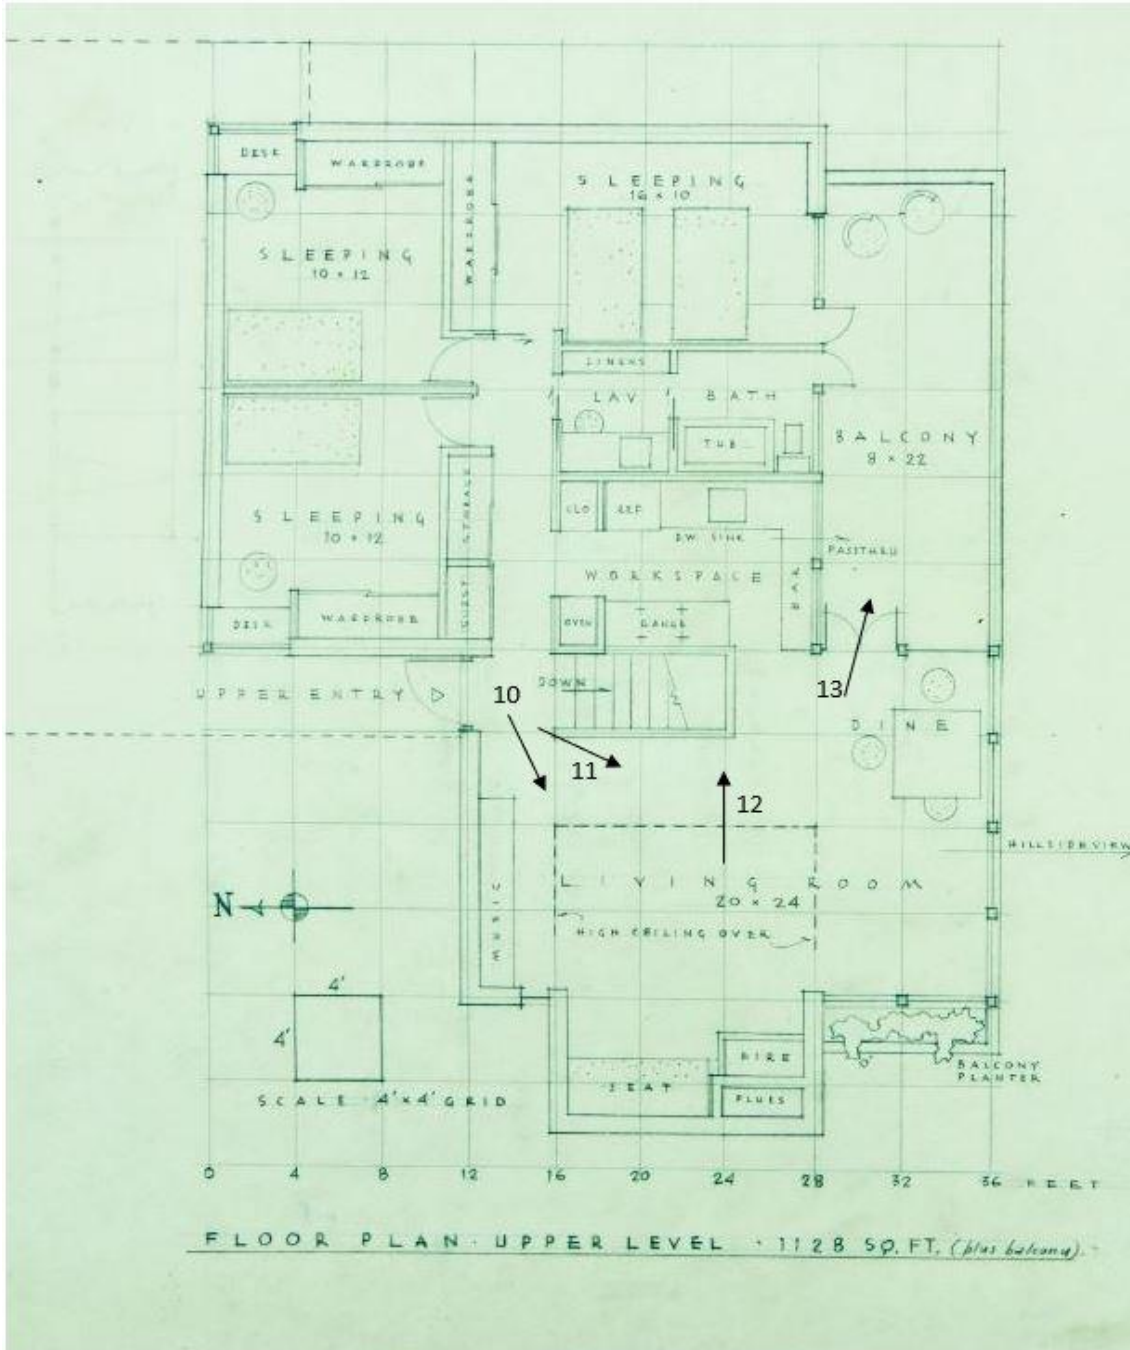 DESK
WARDROBE
WARDROBE
SLEEPING
16 x 10
SLEEPING
10 x 12
LINENS
LAV
BATH
TUB
BALCONY
8 x 22
STORAGE
CLO
REF
SLEEPING
10 x 12
DW. SINK
PASSTHRU
WORKSPACE
BAR
GUEST
DESK
WARDROBE
OVEN
RANGE
UPPER ENTRY
DOWN
10
13
DINE
11
12
HILLSIDE VIEW
LIVING ROOM
20 x 24
N
MUSIC
HIGH CEILING OVER
4'
4'
FIRE
SEAT
FLUES
BALCONY
PLANTER
SCALE · 4'x4' GRID
0 4 8 12 16 20 24 28 32 36 FEET
FLOOR PLAN · UPPER LEVEL · 1128 SQ. FT. (plus balcony).